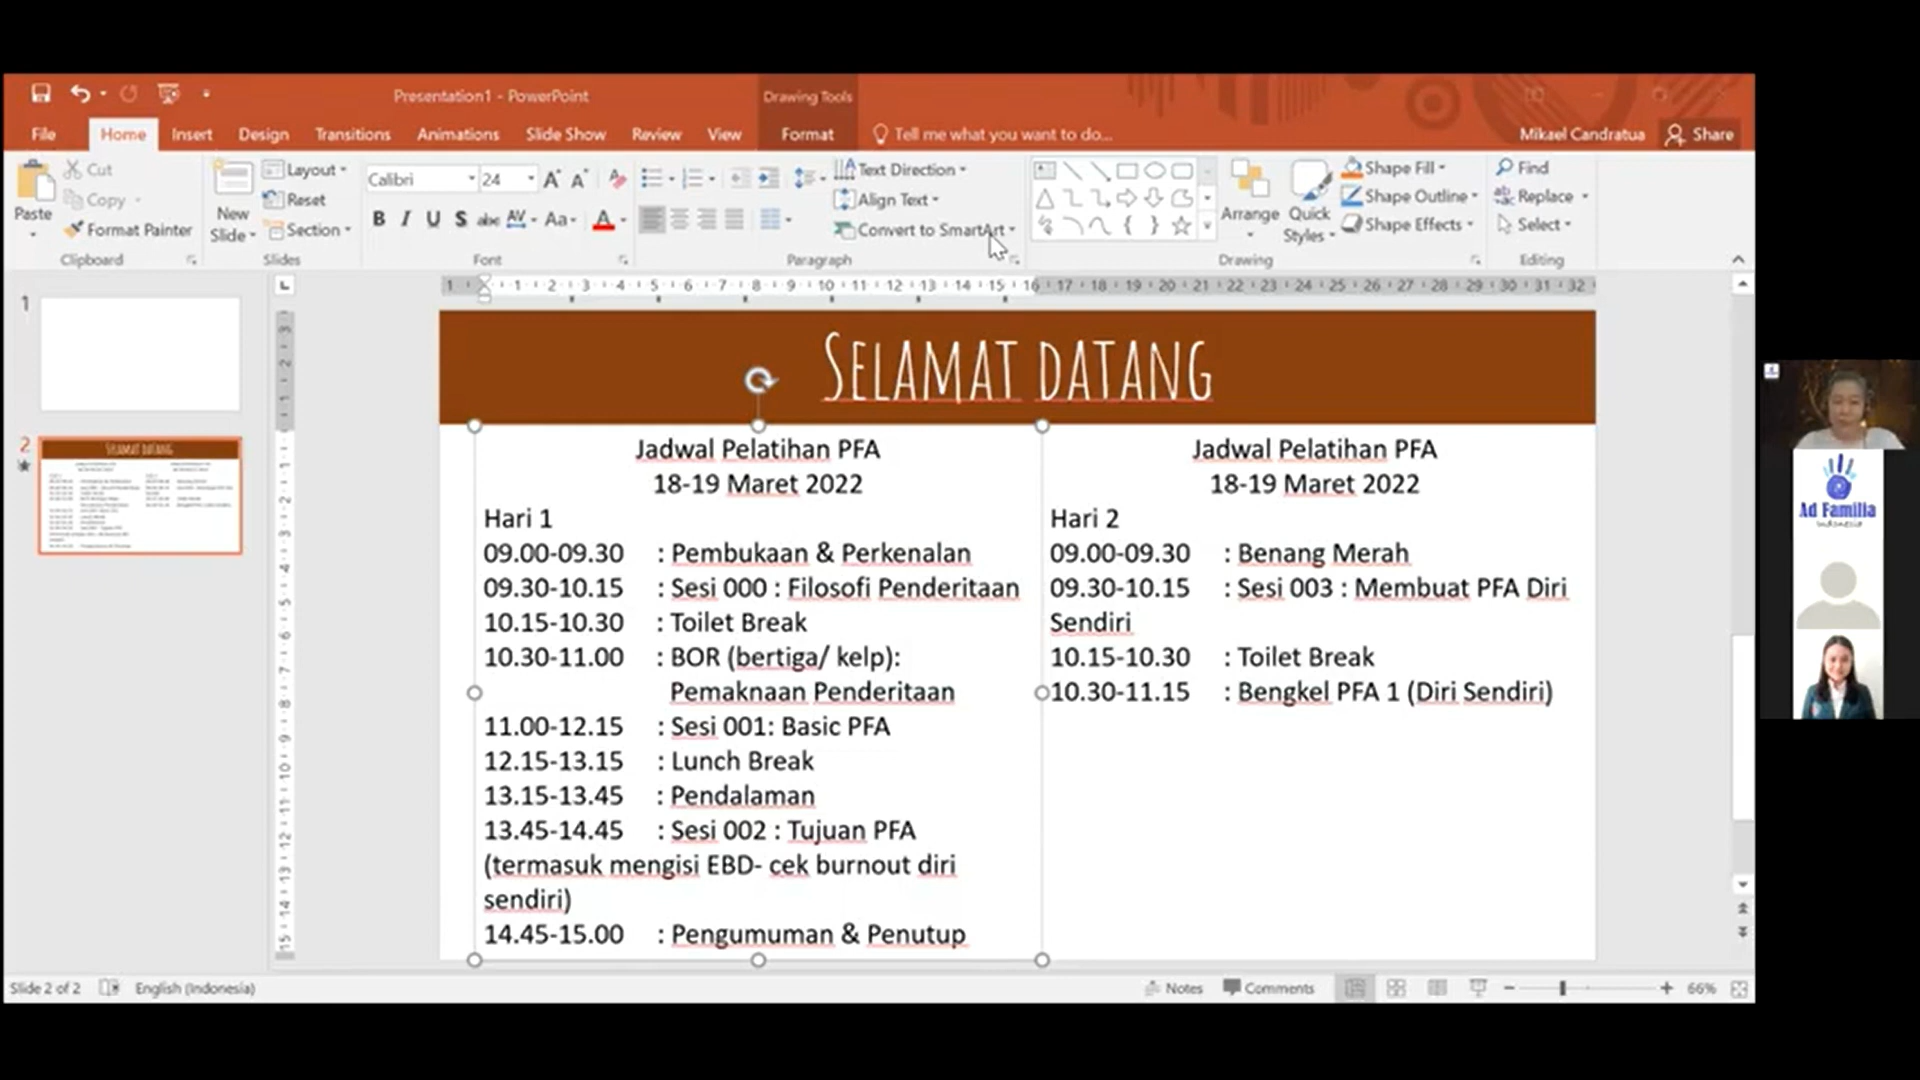 Presentation1 - PowerPoint
Drawing Tools
File Home Insert Design Transitions Animations Slide Show Review View Format Tell me what you want to do... Mikael Candratua Share
Paste
Cut
Copy
Format Painter
Clipboard
New Slide
Layout
Reset
Section
Slides
Calibri 24
B I U S abc AV Aa A
Font
Text Direction
Align Text
Convert to SmartArt
Paragraph
Arrange
Quick Styles
Shape Fill
Shape Outline
Shape Effects
Drawing
Find
Replace
Select
Editing
1
2
SELAMAT DATANG
Jadwal Pelatihan PFA
18-19 Maret 2022
Hari 1
09.00-09.30 : Pembukaan & Perkenalan
09.30-10.15 : Sesi 000 : Filosofi Penderitaan
10.15-10.30 : Toilet Break
10.30-11.00 : BOR (bertiga/ kelp):
Pemaknaan Penderitaan
11.00-12.15 : Sesi 001: Basic PFA
12.15-13.15 : Lunch Break
13.15-13.45 : Pendalaman
13.45-14.45 : Sesi 002 : Tujuan PFA
(termasuk mengisi EBD- cek burnout diri
sendiri)
14.45-15.00 : Pengumuman & Penutup
Jadwal Pelatihan PFA
18-19 Maret 2022
Hari 2
09.00-09.30 : Benang Merah
09.30-10.15 : Sesi 003 : Membuat PFA Diri
Sendiri
10.15-10.30 : Toilet Break
10.30-11.15 : Bengkel PFA 1 (Diri Sendiri)
Ad Familia
Indonesia
Slide 2 of 2 English (Indonesia) Notes Comments 66%